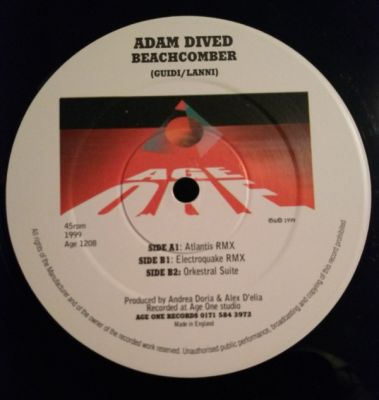 ADAM DIVED
BEACHCOMBER
(GUIDI/LANNI)
AGE
ONE
℗&© 1999
45rpm
1999
Age 1208
SIDE A1: Atlantis RMX
SIDE B1: Electroquake RMX
SIDE B2: Orkestral Suite
Produced by Andrea Doria & Alex D'elia
Recorded at Age One studio
AGE ONE RECORDS 0171 584 3973
Made in England
All rights of the Manufacturer and of the owner of the recorded work reserved. Unauthorised public performance, broadcasting and copying of this record prohibited